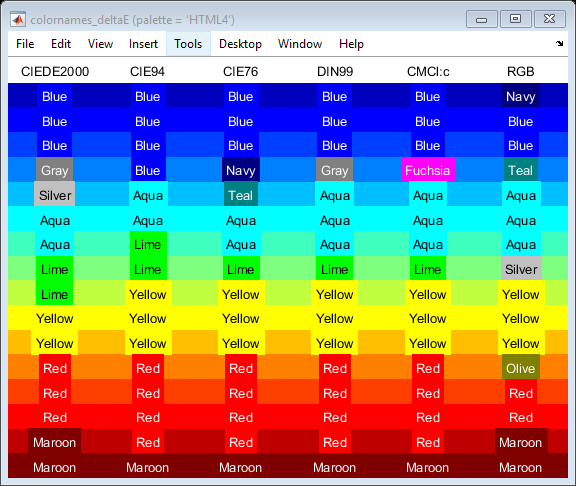 colornames_deltaE (palette = 'HTML4')
File Edit View Insert Tools Desktop Window Help
CIEDE2000 CIE94 CIE76 DIN99 CMCl:c RGB
Blue Blue Blue Blue Blue Navy
Blue Blue Blue Blue Blue Blue
Blue Blue Blue Blue Blue Blue
Gray Blue Navy Gray Fuchsia Teal
Silver Aqua Teal Aqua Aqua Aqua
Aqua Aqua Aqua Aqua Aqua Aqua
Aqua Lime Aqua Aqua Aqua Aqua
Lime Lime Lime Lime Lime Silver
Lime Yellow Yellow Yellow Yellow Yellow
Yellow Yellow Yellow Yellow Yellow Yellow
Yellow Yellow Yellow Yellow Yellow Yellow
Red Red Red Red Red Olive
Red Red Red Red Red Red
Red Red Red Red Red Red
Maroon Red Red Red Red Maroon
Maroon Maroon Maroon Maroon Maroon Maroon